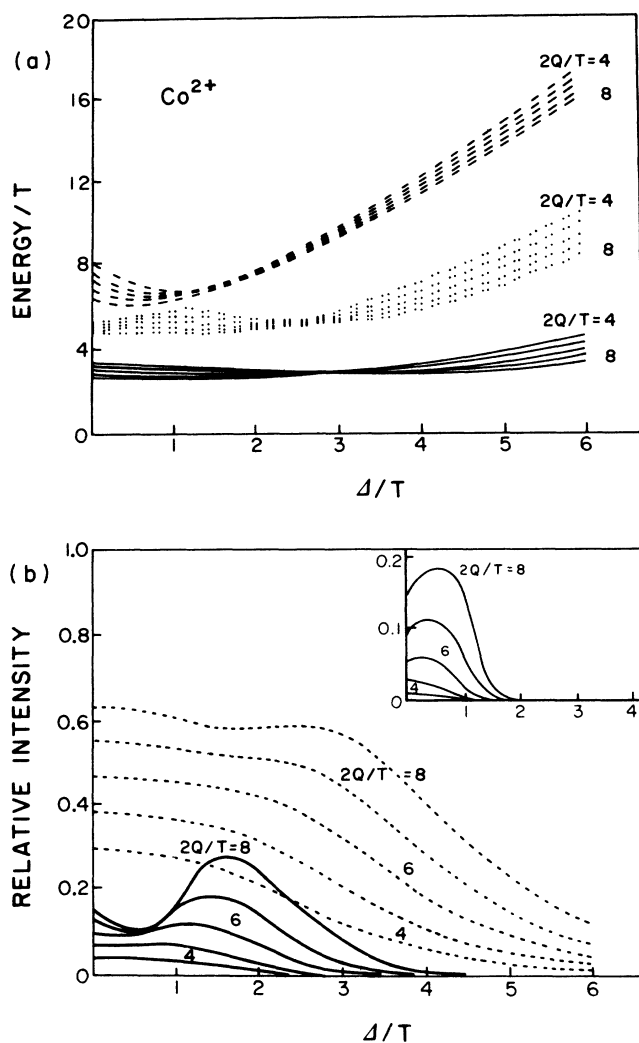 (a)
Co2+
ENERGY/T
20
16
12
8
4
0
2Q/T=4
8
2Q/T=4
8
2Q/T=4
8
1 2 3 4 5 6
Δ/T
(b)
RELATIVE INTENSITY
1.0
0.8
0.6
0.4
0.2
0
0.2
0.1
0
2Q/T=8
6
4
1 2 3 4
2Q/T=8
6
4
2Q/T=8
6
4
1 2 3 4 5 6
Δ/T